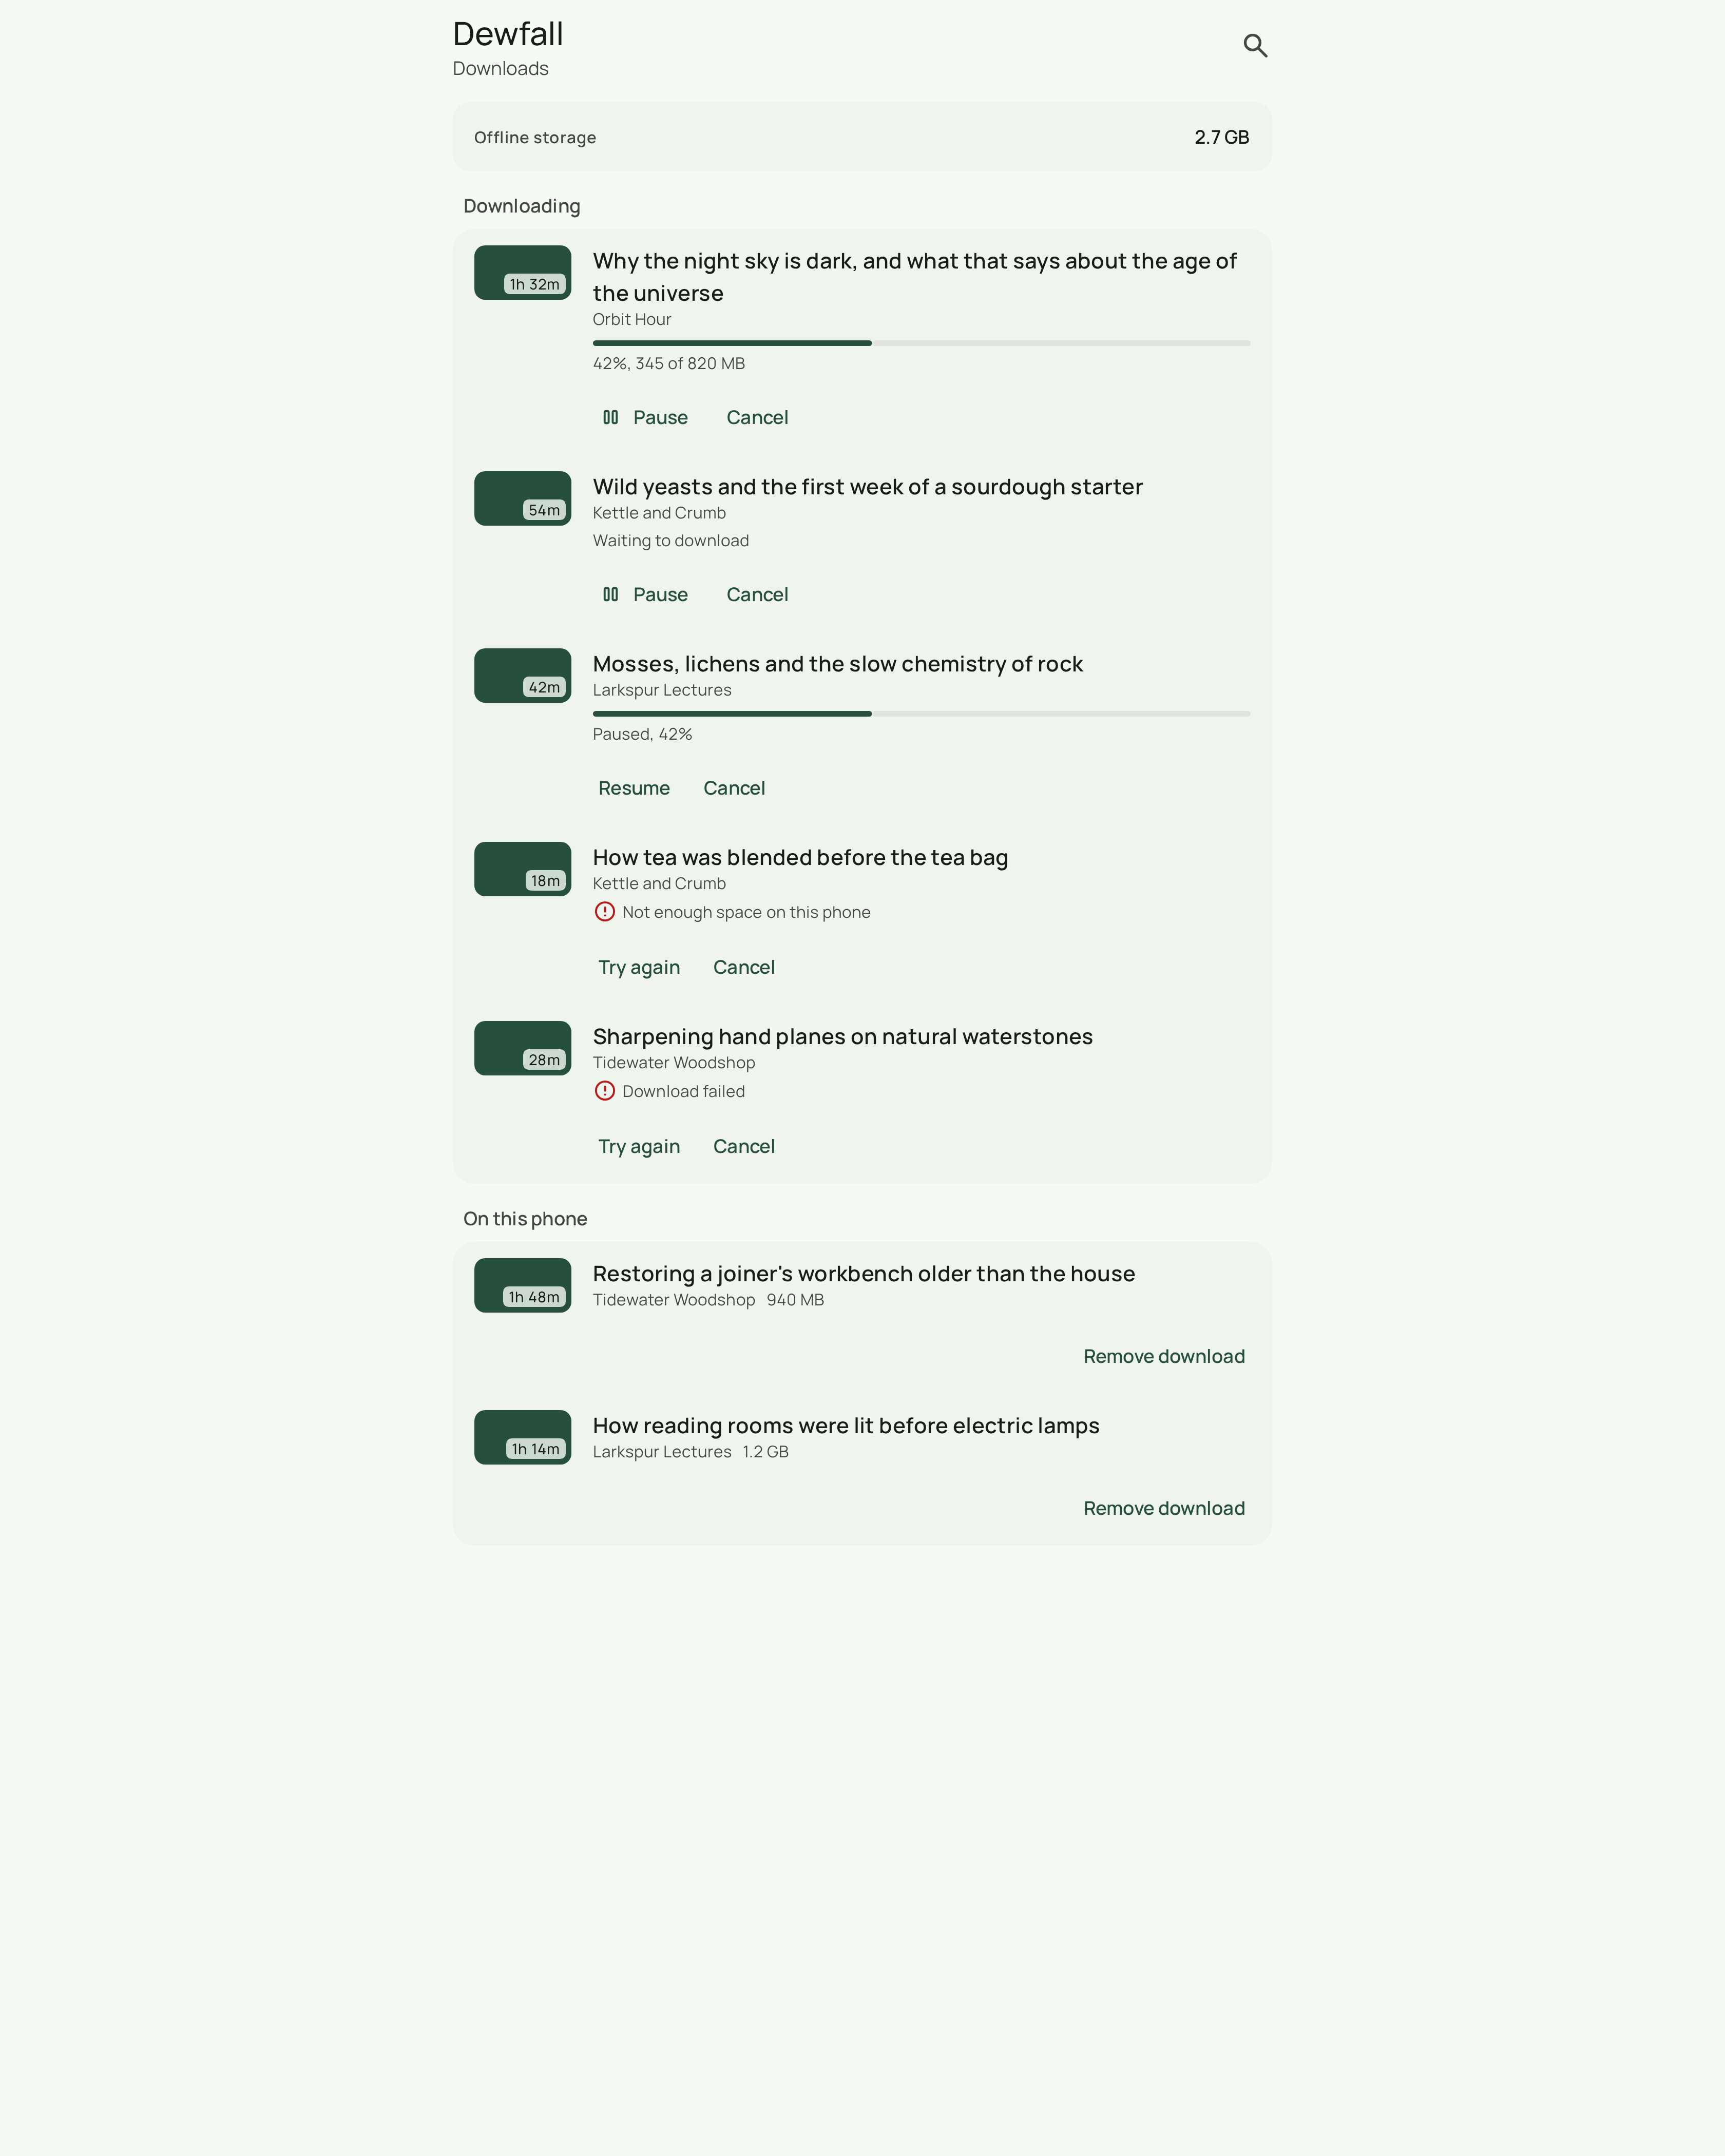 Dewfall
Downloads
Offline storage
2.7 GB
Downloading
1h 32m
Why the night sky is dark, and what that says about the age of
the universe
Orbit Hour
42%, 345 of 820 MB
Pause
Cancel
54m
Wild yeasts and the first week of a sourdough starter
Kettle and Crumb
Waiting to download
Pause
Cancel
42m
Mosses, lichens and the slow chemistry of rock
Larkspur Lectures
Paused, 42%
Resume
Cancel
18m
How tea was blended before the tea bag
Kettle and Crumb
Not enough space on this phone
Try again
Cancel
28m
Sharpening hand planes on natural waterstones
Tidewater Woodshop
Download failed
Try again
Cancel
On this phone
1h 48m
Restoring a joiner's workbench older than the house
Tidewater Woodshop 940 MB
Remove download
1h 14m
How reading rooms were lit before electric lamps
Larkspur Lectures 1.2 GB
Remove download